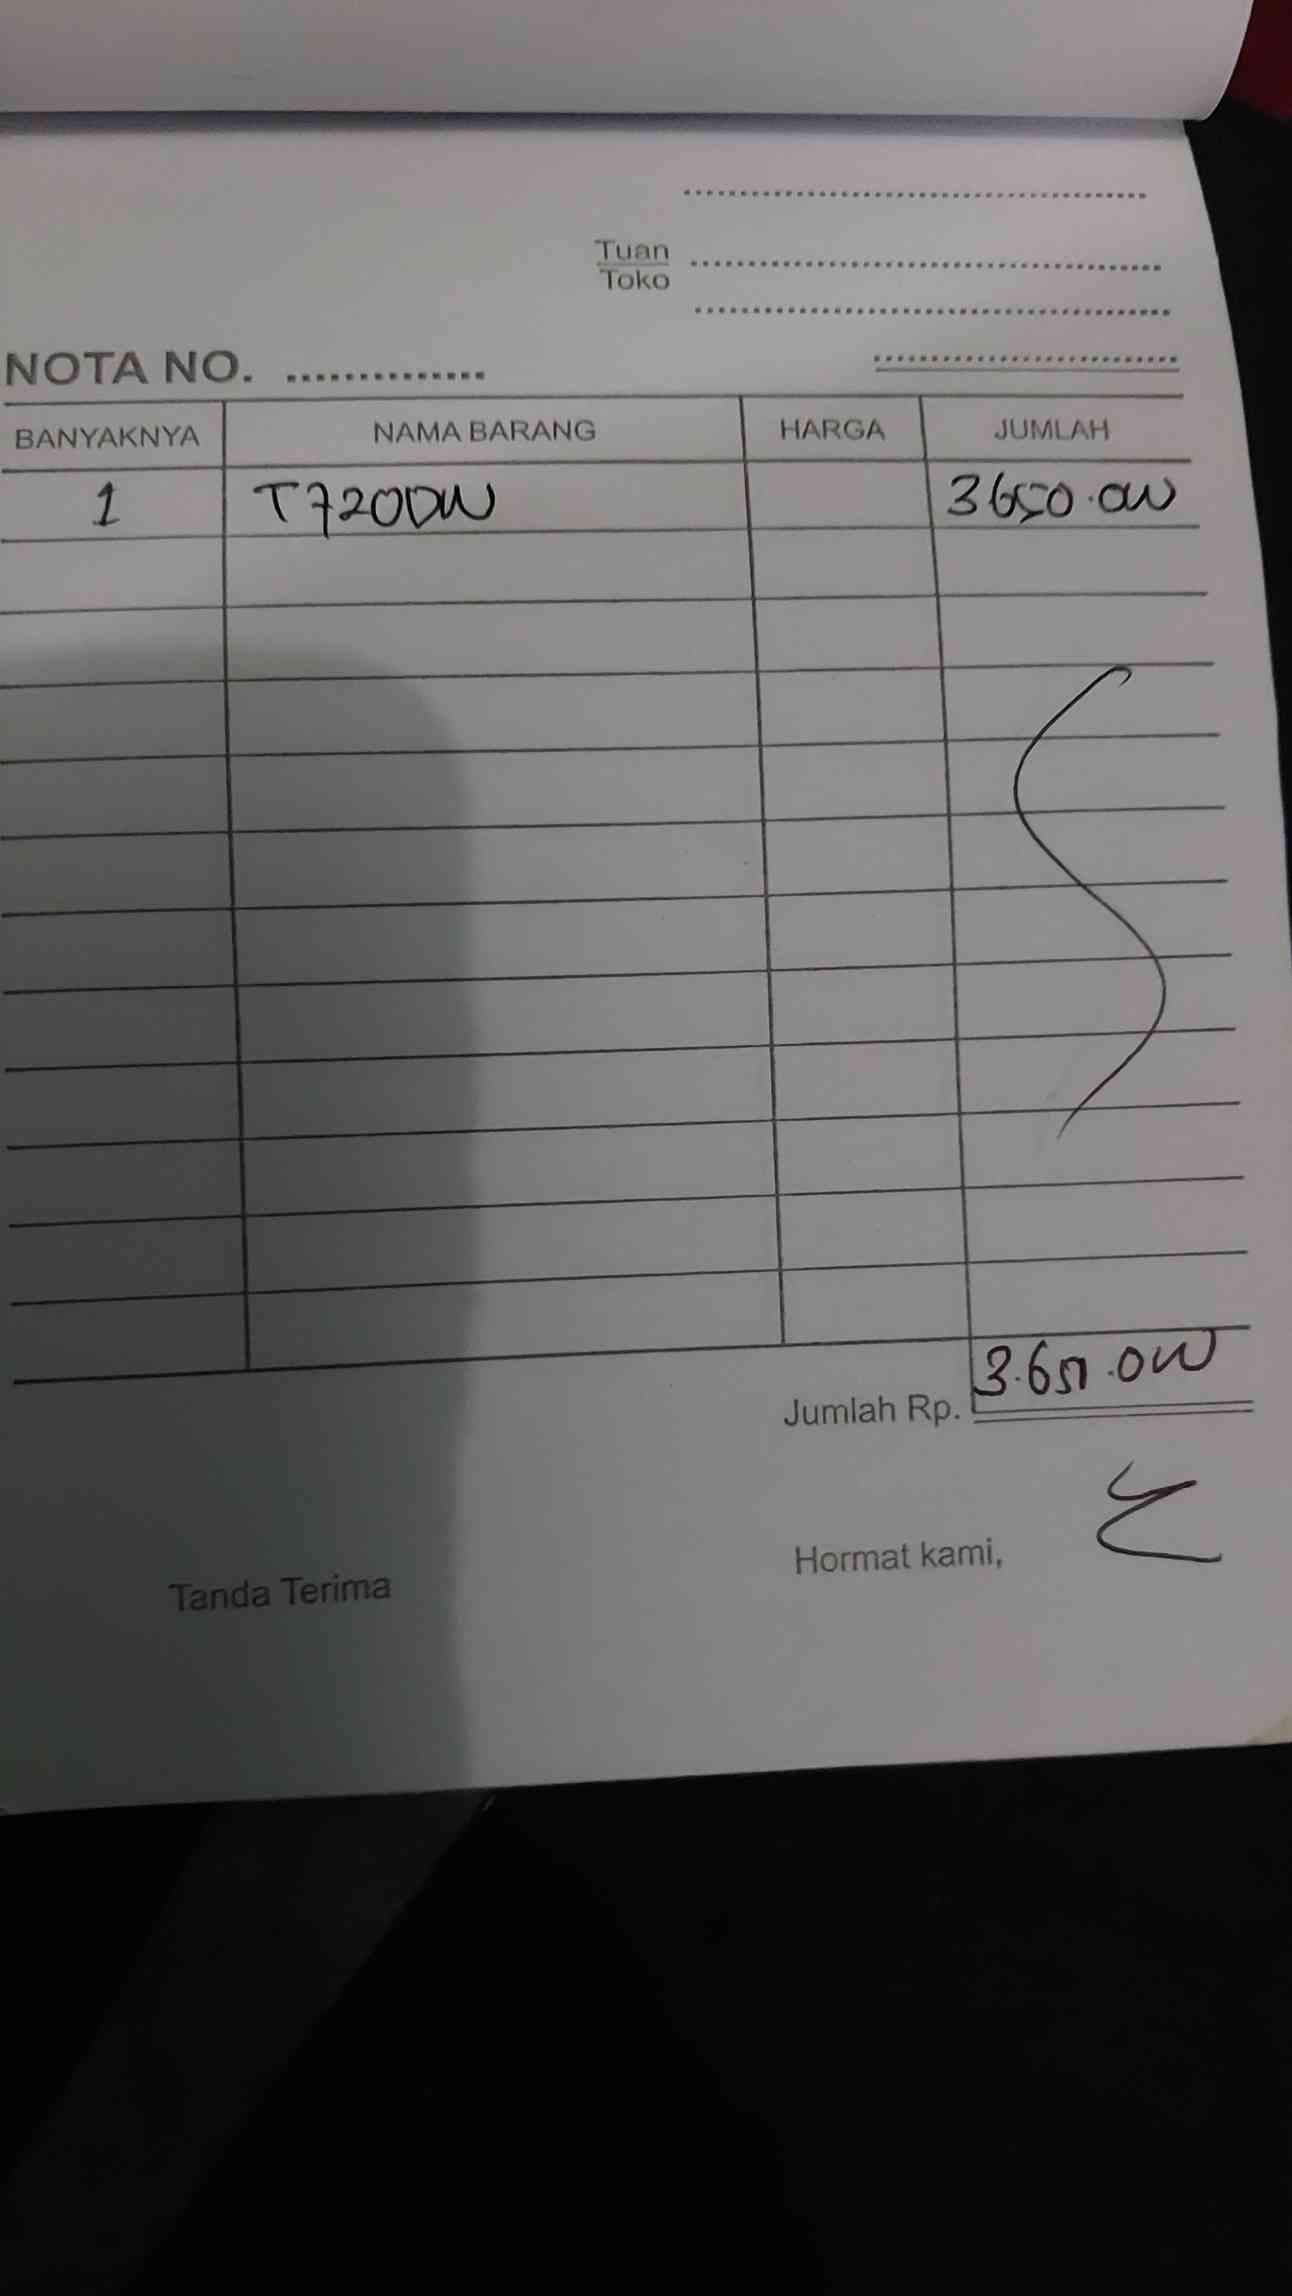 Tuan
Toko
NOTA NO.
BANYAKNYA NAMA BARANG HARGA JUMLAH
1 T720DW 3650.000
Jumlah Rp. 3.650.000
Tanda Terima Hormat kami,